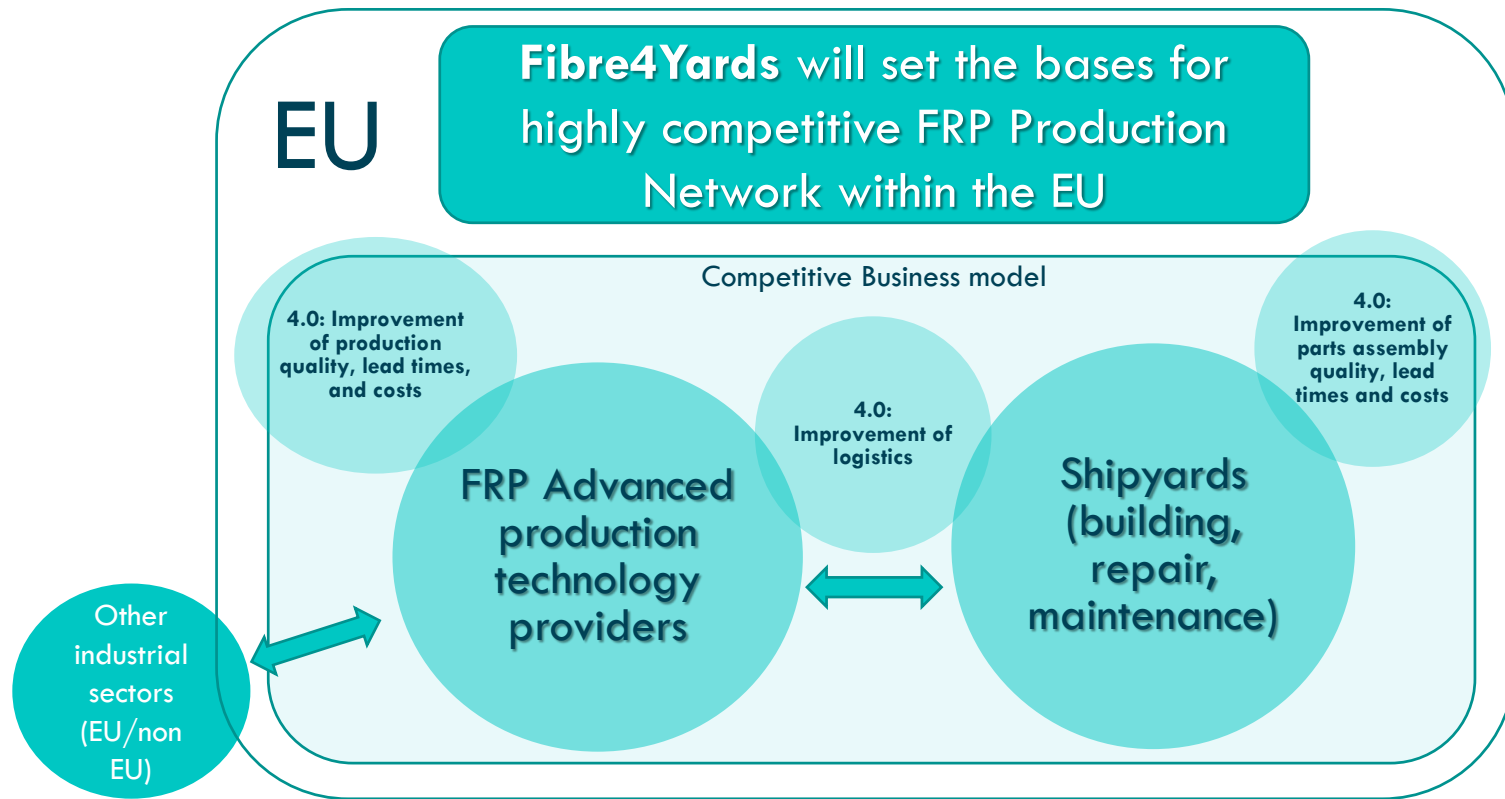 EU
Fibre4Yards will set the bases for
highly competitive FRP Production
Network within the EU
Competitive Business model
4.0: Improvement
of production
quality, lead times,
and costs
4.0:
Improvement of
logistics
4.0:
Improvement of
parts assembly
quality, lead
times and costs
FRP Advanced
production
technology
providers
Shipyards
(building,
repair,
maintenance)
Other
industrial
sectors
(EU/non
EU)